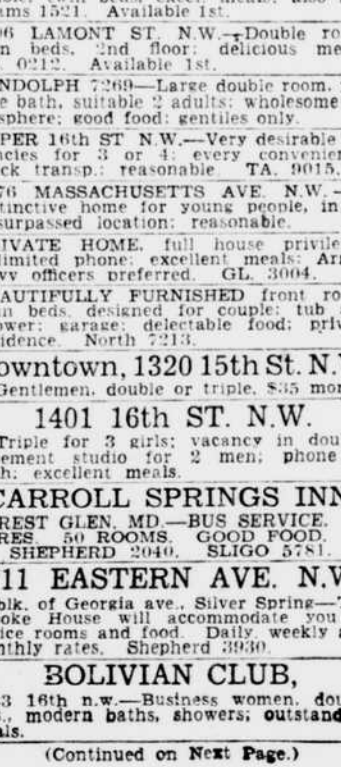 ams 1521. Available 1st.
6 LAMONT ST. N.W.—Double ro
n beds, 2nd floor; delicious me
. 0212. Available 1st.
NDOLPH 7269—Large double room,
e bath, suitable 2 adults; wholesome
sphere; good food; gentiles only.
PER 16th ST N.W.—Very desirable
cies for 3 or 4; every convenien
ck transp.; reasonable. TA. 9015.
76 MASSACHUSETTS AVE. N.W.—
tinctive home for young people, in
surpassed location; reasonable.
IVATE HOME, full house privile
limited phone; excellent meals; Ar
vy officers preferred. GL. 3004.
AUTIFULLY FURNISHED front ro
n beds, designed for couple; tub
ower; garage; delectable food; priv
idence. North 7213.
owntown, 1320 15th St. N.W
Gentlemen, double or triple, $35 mon
1401 16th ST. N.W.
Triple for 3 girls; vacancy in dou
ement studio for 2 men; phone
h; excellent meals.
CARROLL SPRINGS INN
REST GLEN, MD.—BUS SERVICE.
RES. 50 ROOMS. GOOD FOOD.
SHEPHERD 2040. SLIGO 5781.
11 EASTERN AVE. N.W
blk. of Georgia ave., Silver Spring—
oke House will accommodate you
ice rooms and food. Daily, weekly
nthly rates. Shepherd 3930.
BOLIVIAN CLUB,
3 16th n.w.—Business women, dou
., modern baths, showers; outstand
als.
(Continued on Next Page.)